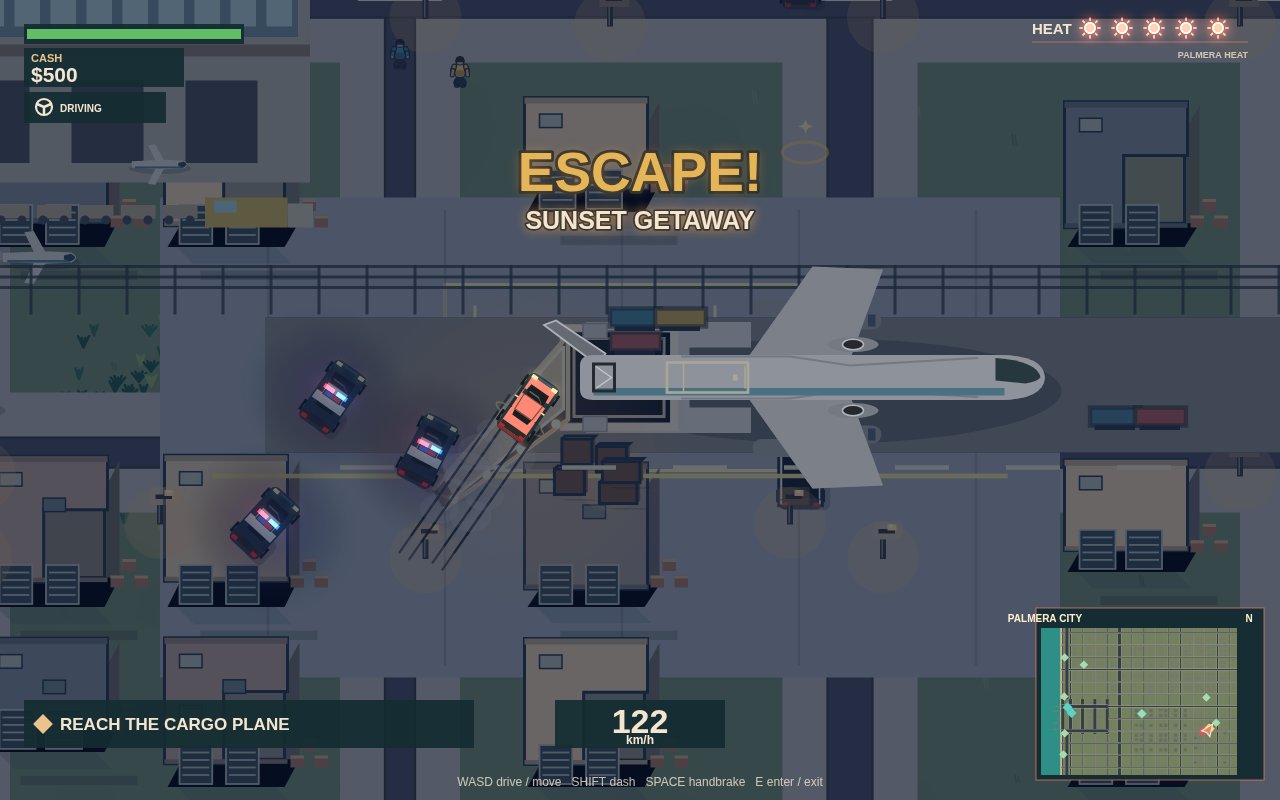 HEAT
PALMERA HEAT
CASH
$500
DRIVING
ESCAPE!
SUNSET GETAWAY
PALMERA CITY N
REACH THE CARGO PLANE
122
km/h
WASD drive / move SHIFT dash SPACE handbrake E enter / exit